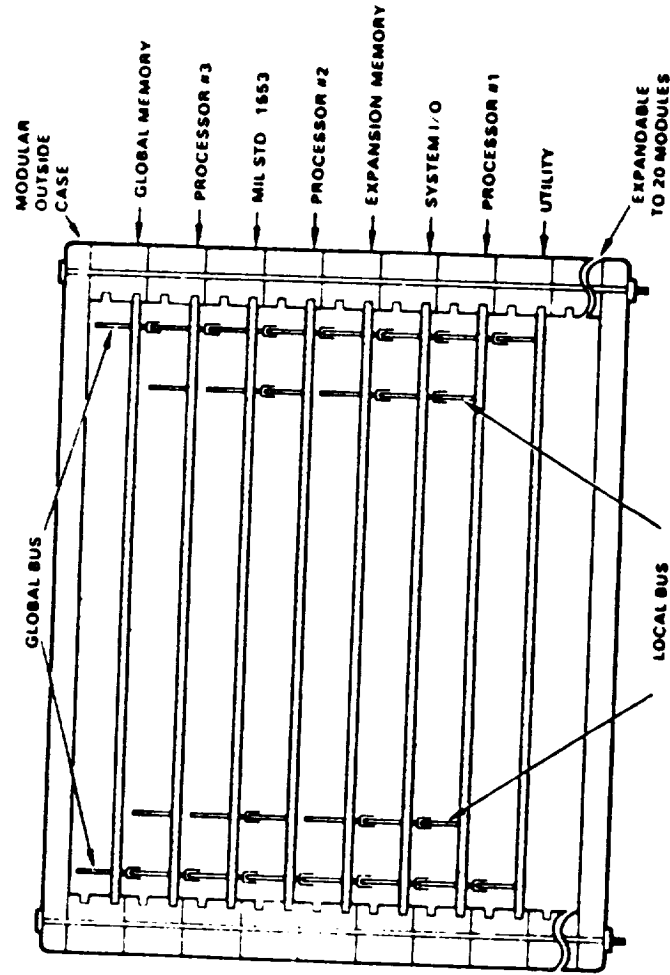 MODULAR
OUTSIDE
CASE
GLOBAL MEMORY
PROCESSOR #3
MIL STD 1553
PROCESSOR #2
EXPANSION MEMORY
SYSTEM I/O
PROCESSOR #1
UTILITY
EXPANDABLE
TO 20 MODULES
GLOBAL BUS
LOCAL BUS